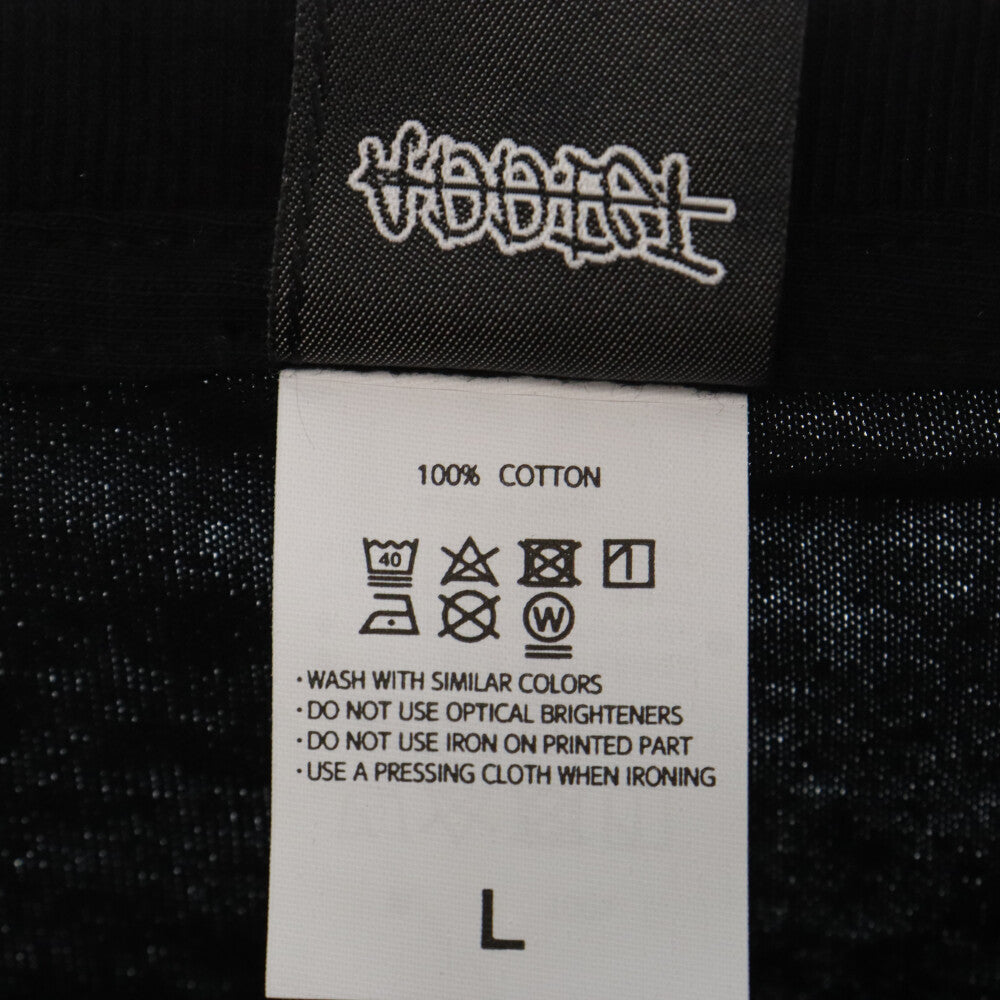 100% COTTON
40
W
· WASH WITH SIMILAR COLORS
· DO NOT USE OPTICAL BRIGHTENERS
· DO NOT USE IRON ON PRINTED PART
· USE A PRESSING CLOTH WHEN IRONING
L